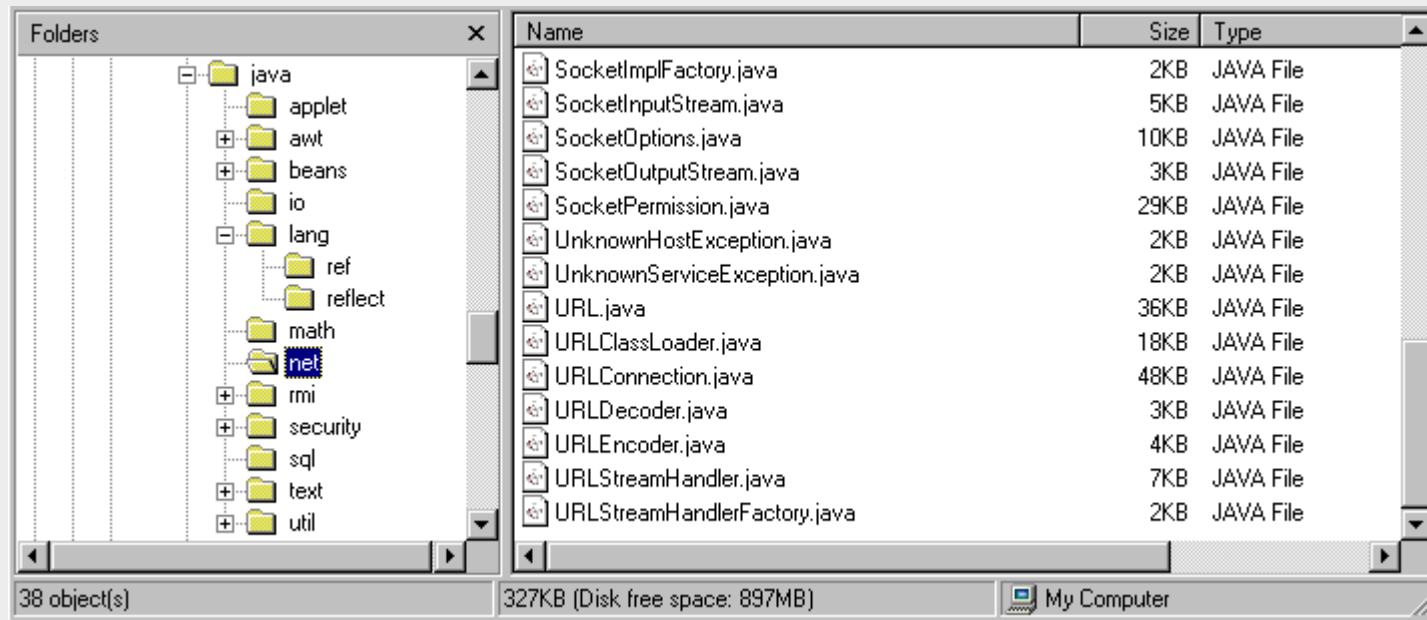 Folders
java
applet
awt
beans
io
lang
ref
reflect
math
net
rmi
security
sql
text
util
Name Size Type
SocketImplFactory.java 2KB JAVA File
SocketInputStream.java 5KB JAVA File
SocketOptions.java 10KB JAVA File
SocketOutputStream.java 3KB JAVA File
SocketPermission.java 29KB JAVA File
UnknownHostException.java 2KB JAVA File
UnknownServiceException.java 2KB JAVA File
URL.java 36KB JAVA File
URLClassLoader.java 18KB JAVA File
URLConnection.java 48KB JAVA File
URLDecoder.java 3KB JAVA File
URLEncoder.java 4KB JAVA File
URLStreamHandler.java 7KB JAVA File
URLStreamHandlerFactory.java 2KB JAVA File
38 object(s) 327KB (Disk free space: 897MB) My Computer